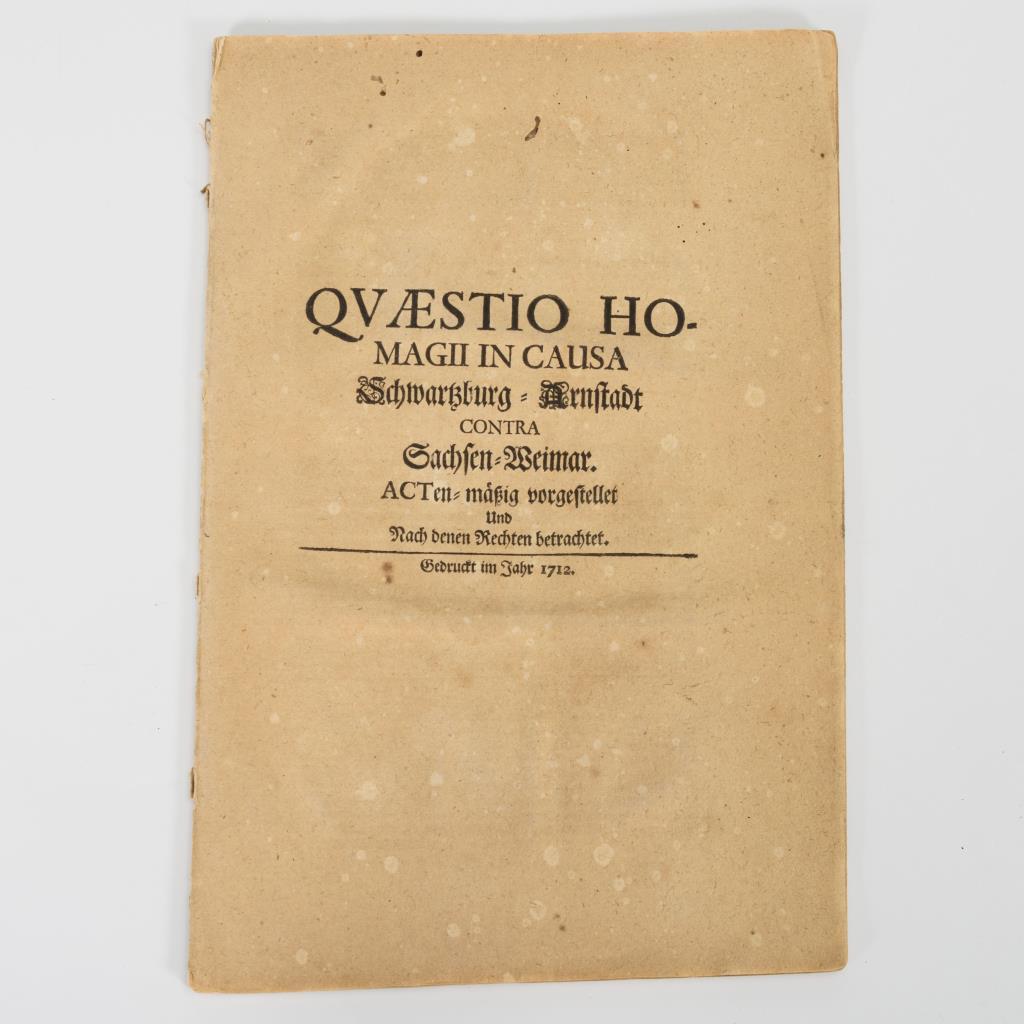 QVÆSTIO HO-
MAGII IN CAUSA
Schwartzburg = Arnstadt
CONTRA
Sachsen=Weimar.
ACTen= mäßig vorgestellet
Und
Nach denen Rechten betrachtet.
Gedruckt im Jahr 1712.